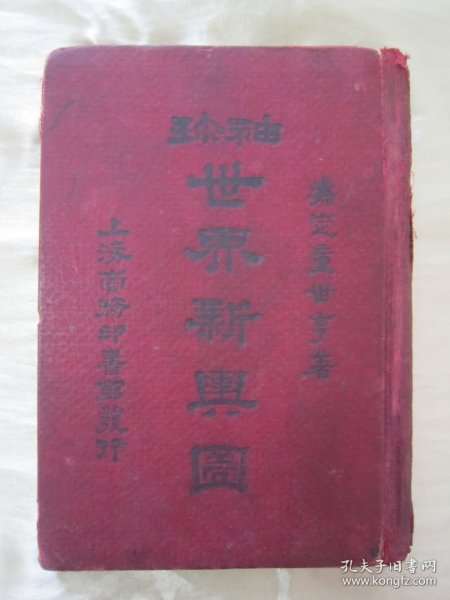 袖珍
世界新輿圖
嘉定童世亨著
上海商務印書館發行
孔夫子旧书网
www.kongfz.com